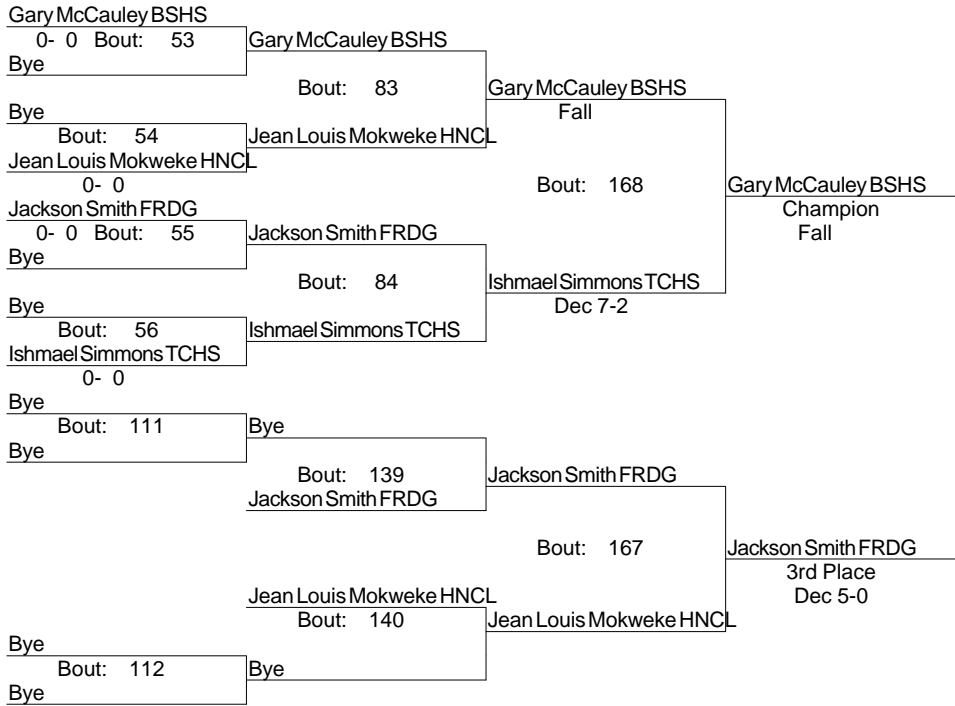 Gary McCauley BSHS
0- 0 Bout: 53
Gary McCauley BSHS
Bye
Bout: 83
Gary McCauley BSHS
Bye
Fall
Bout: 54
Jean Louis Mokweke HNCL
Jean Louis Mokweke HNCL
0- 0
Bout: 168
Gary McCauley BSHS
Jackson Smith FRDG
Champion
0- 0 Bout: 55
Jackson Smith FRDG
Fall
Bye
Bout: 84
Ishmael Simmons TCHS
Bye
Dec 7-2
Bout: 56
Ishmael Simmons TCHS
Ishmael Simmons TCHS
0- 0
Bye
Bout: 111
Bye
Bye
Bout: 139
Jackson Smith FRDG
Jackson Smith FRDG
Bout: 167
Jackson Smith FRDG
3rd Place
Jean Louis Mokweke HNCL
Dec 5-0
Bout: 140
Jean Louis Mokweke HNCL
Bye
Bout: 112
Bye
Bye